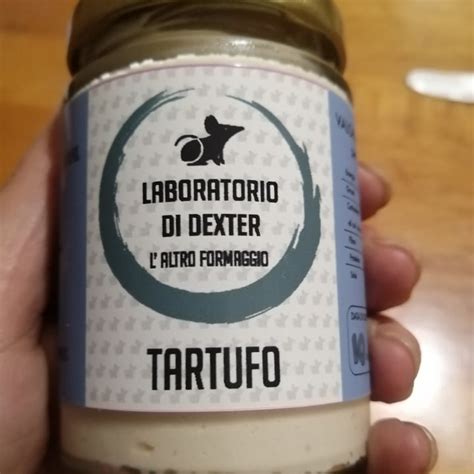 LABORATORIO
DI DEXTER
L' ALTRO FORMAGGIO
TARTUFO